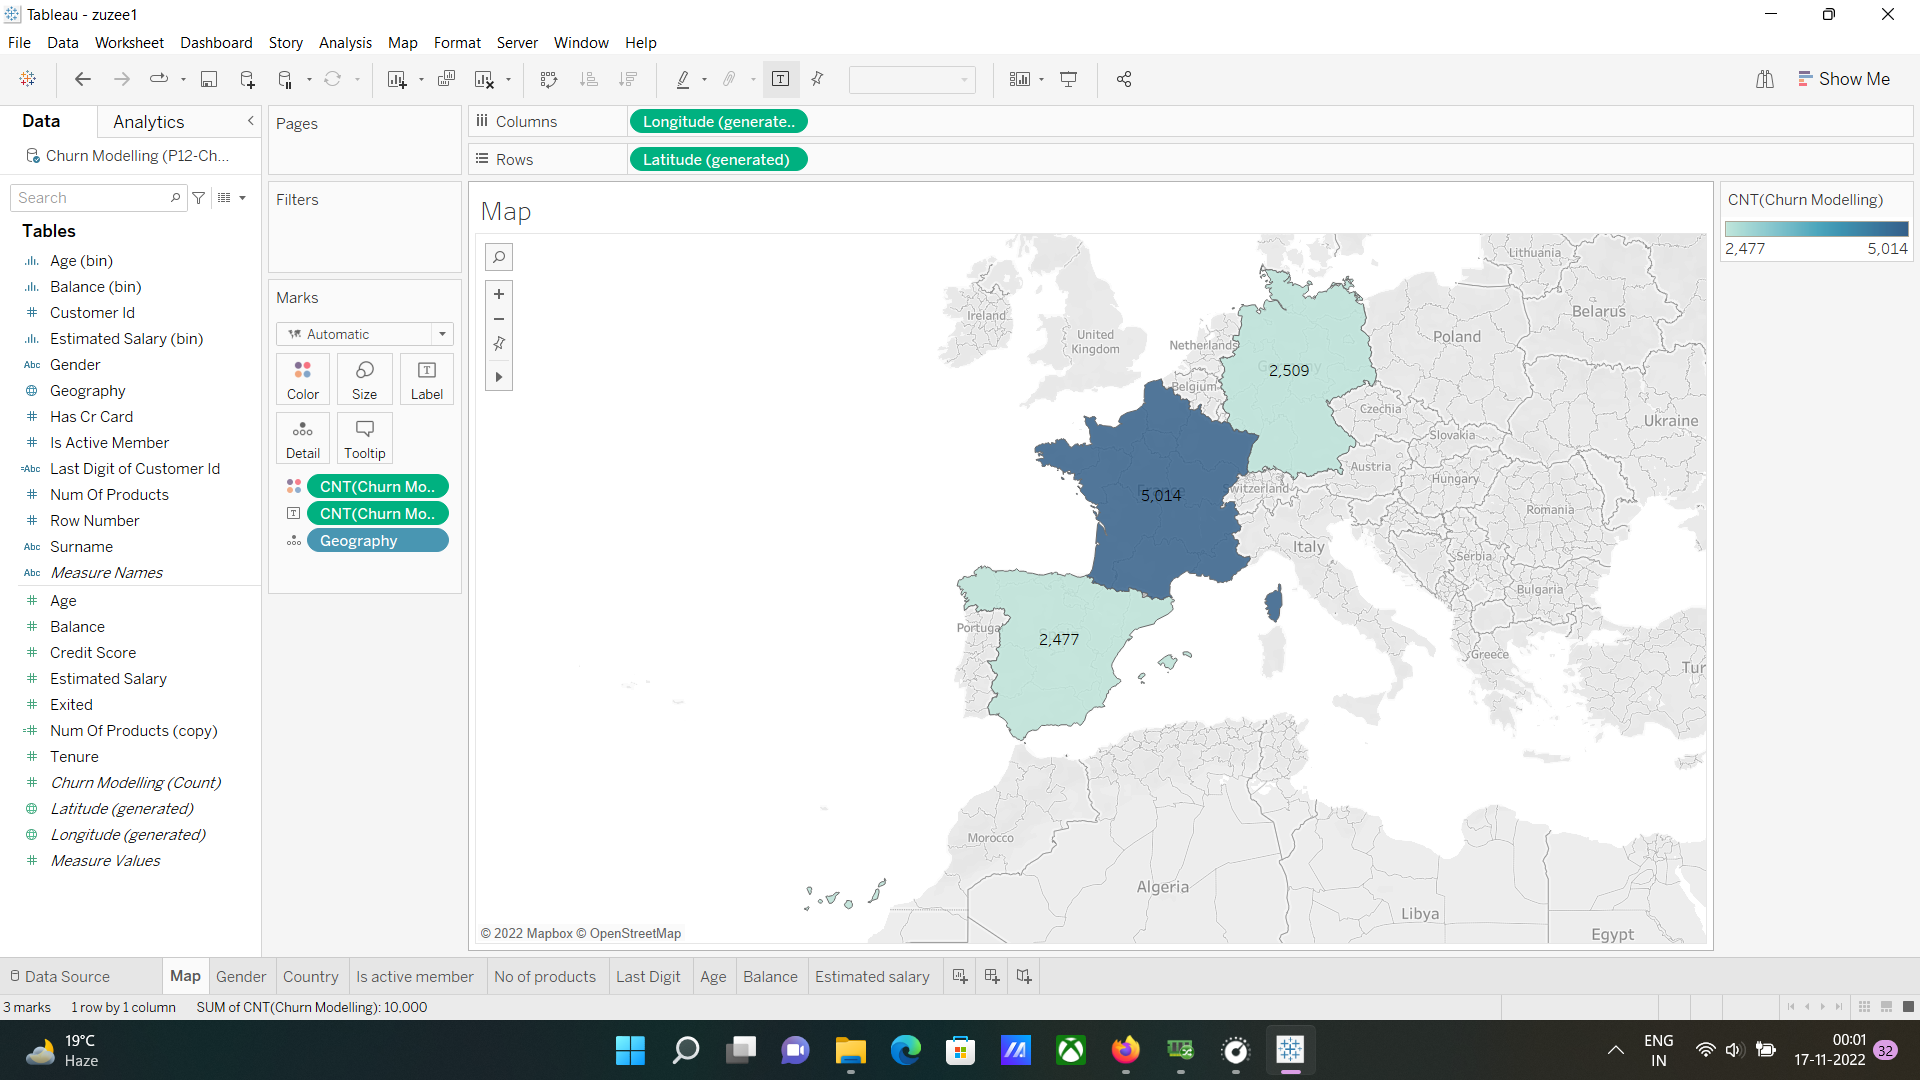 Tableau - zuzee1
File Data Worksheet Dashboard Story Analysis Map Format Server Window Help
Show Me
Data Analytics
Churn Modelling (P12-Ch...
Search
Tables
Age (bin)
Balance (bin)
# Customer Id
Estimated Salary (bin)
Abc Gender
Geography
# Has Cr Card
# Is Active Member
=Abc Last Digit of Customer Id
# Num Of Products
# Row Number
Abc Surname
Abc Measure Names
# Age
# Balance
# Credit Score
# Estimated Salary
# Exited
=# Num Of Products (copy)
# Tenure
# Churn Modelling (Count)
Latitude (generated)
Longitude (generated)
# Measure Values
Pages
Filters
Marks
Automatic
Color Size Label
Detail Tooltip
CNT(Churn Mo..
CNT(Churn Mo..
Geography
Columns Longitude (generate..
Rows Latitude (generated)
Map
Lithuania
Ireland
United
Kingdom
Netherlands
Belarus
Poland
2,509
Belgium
Czechia
Ukraine
Slovakia
Austria
Hungary
Switzerland
5,014
Romania
Italy
Serbia
Bulgaria
Portugal
2,477
Greece
Tur
Morocco
Algeria
Libya
Egypt
© 2022 Mapbox © OpenStreetMap
CNT(Churn Modelling)
2,477 5,014
Data Source Map Gender Country Is active member No of products Last Digit Age Balance Estimated salary
3 marks 1 row by 1 column SUM of CNT(Churn Modelling): 10,000
19°C
Haze
ENG
IN
00:01
17-11-2022
32